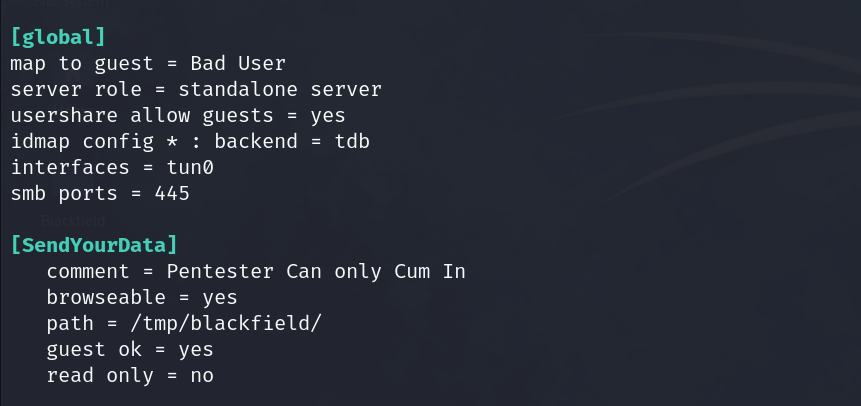 [global]
map to guest = Bad User
server role = standalone server
usershare allow guests = yes
idmap config * : backend = tdb
interfaces = tun0
smb ports = 445
Blackfield
[SendYourData]
comment = Pentester Can only Cum In
browseable = yes
path = /tmp/blackfield/
guest ok = yes
read only = no